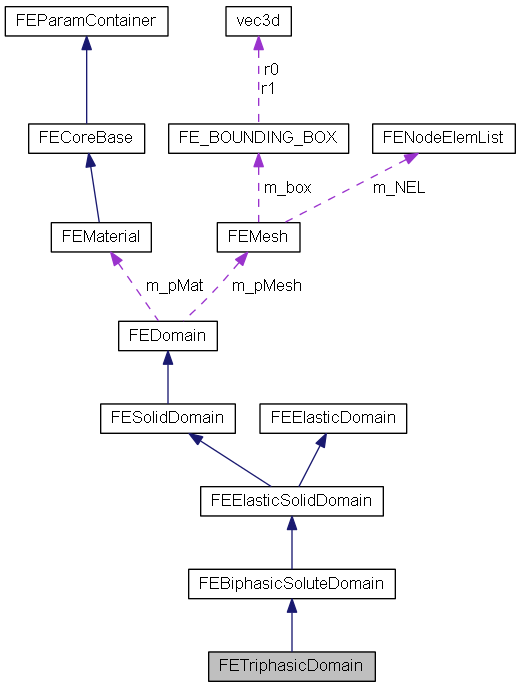 FEParamContainer
vec3d
r0
r1
FECoreBase
FE_BOUNDING_BOX
FENodeElemList
m_box
m_NEL
FEMaterial
FEMesh
m_pMat
m_pMesh
FEDomain
FESolidDomain
FEElasticDomain
FEElasticSolidDomain
FEBiphasicSoluteDomain
FETriphasicDomain